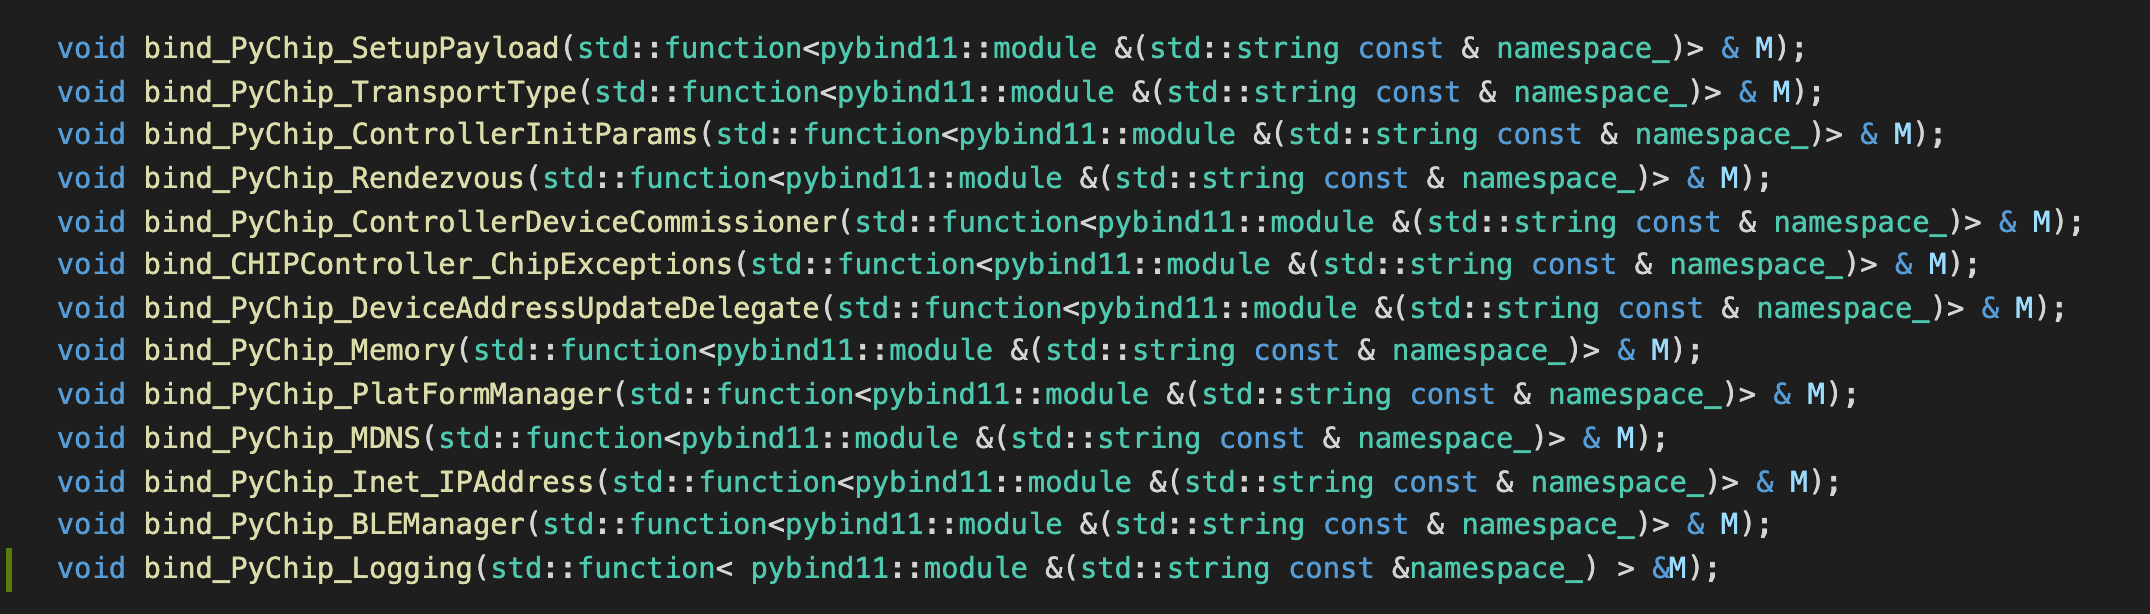 void bind_PyChip_SetupPayload(std::function<pybind11::module &(std::string const & namespace_)> & M);
void bind_PyChip_TransportType(std::function<pybind11::module &(std::string const & namespace_)> & M);
void bind_PyChip_ControllerInitParams(std::function<pybind11::module &(std::string const & namespace_)> & M);
void bind_PyChip_Rendezvous(std::function<pybind11::module &(std::string const & namespace_)> & M);
void bind_PyChip_ControllerDeviceCommissioner(std::function<pybind11::module &(std::string const & namespace_)> & M);
void bind_CHIPController_ChipExceptions(std::function<pybind11::module &(std::string const & namespace_)> & M);
void bind_PyChip_DeviceAddressUpdateDelegate(std::function<pybind11::module &(std::string const & namespace_)> & M);
void bind_PyChip_Memory(std::function<pybind11::module &(std::string const & namespace_)> & M);
void bind_PyChip_PlatFormManager(std::function<pybind11::module &(std::string const & namespace_)> & M);
void bind_PyChip_MDNS(std::function<pybind11::module &(std::string const & namespace_)> & M);
void bind_PyChip_Inet_IPAddress(std::function<pybind11::module &(std::string const & namespace_)> & M);
void bind_PyChip_BLEManager(std::function<pybind11::module &(std::string const & namespace_)> & M);
void bind_PyChip_Logging(std::function< pybind11::module &(std::string const &namespace_) > &M);